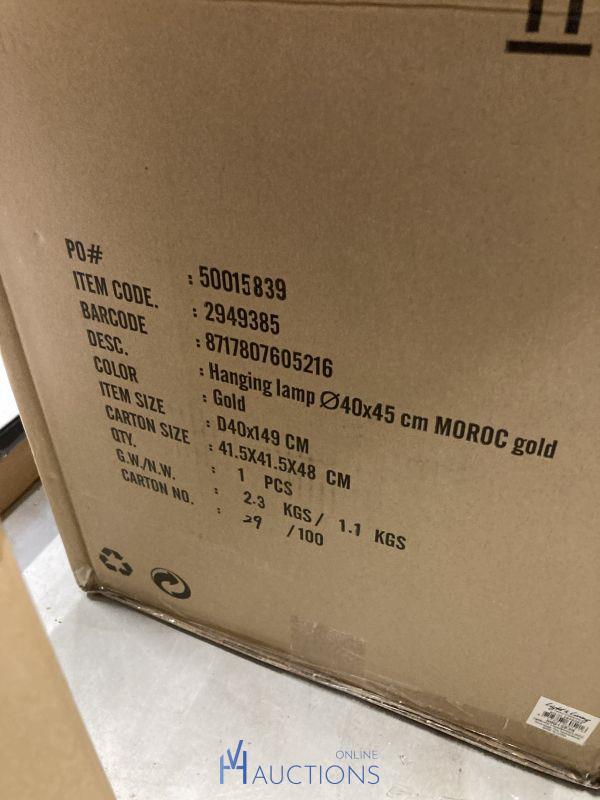 PO# : 50015839
ITEM CODE. : 2949385
BARCODE : 8717807605216
DESC. : Hanging lamp Ø40x45 cm MOROC gold
COLOR : Gold
ITEM SIZE : D40x149 CM
CARTON SIZE : 41.5X41.5X48 CM
QTY. : 1 PCS
G.W./N.W. : 2.3 KGS/ 1.1 KGS
CARTON NO. : 29 /100
Light & Living
ONLINE
AUCTIONS